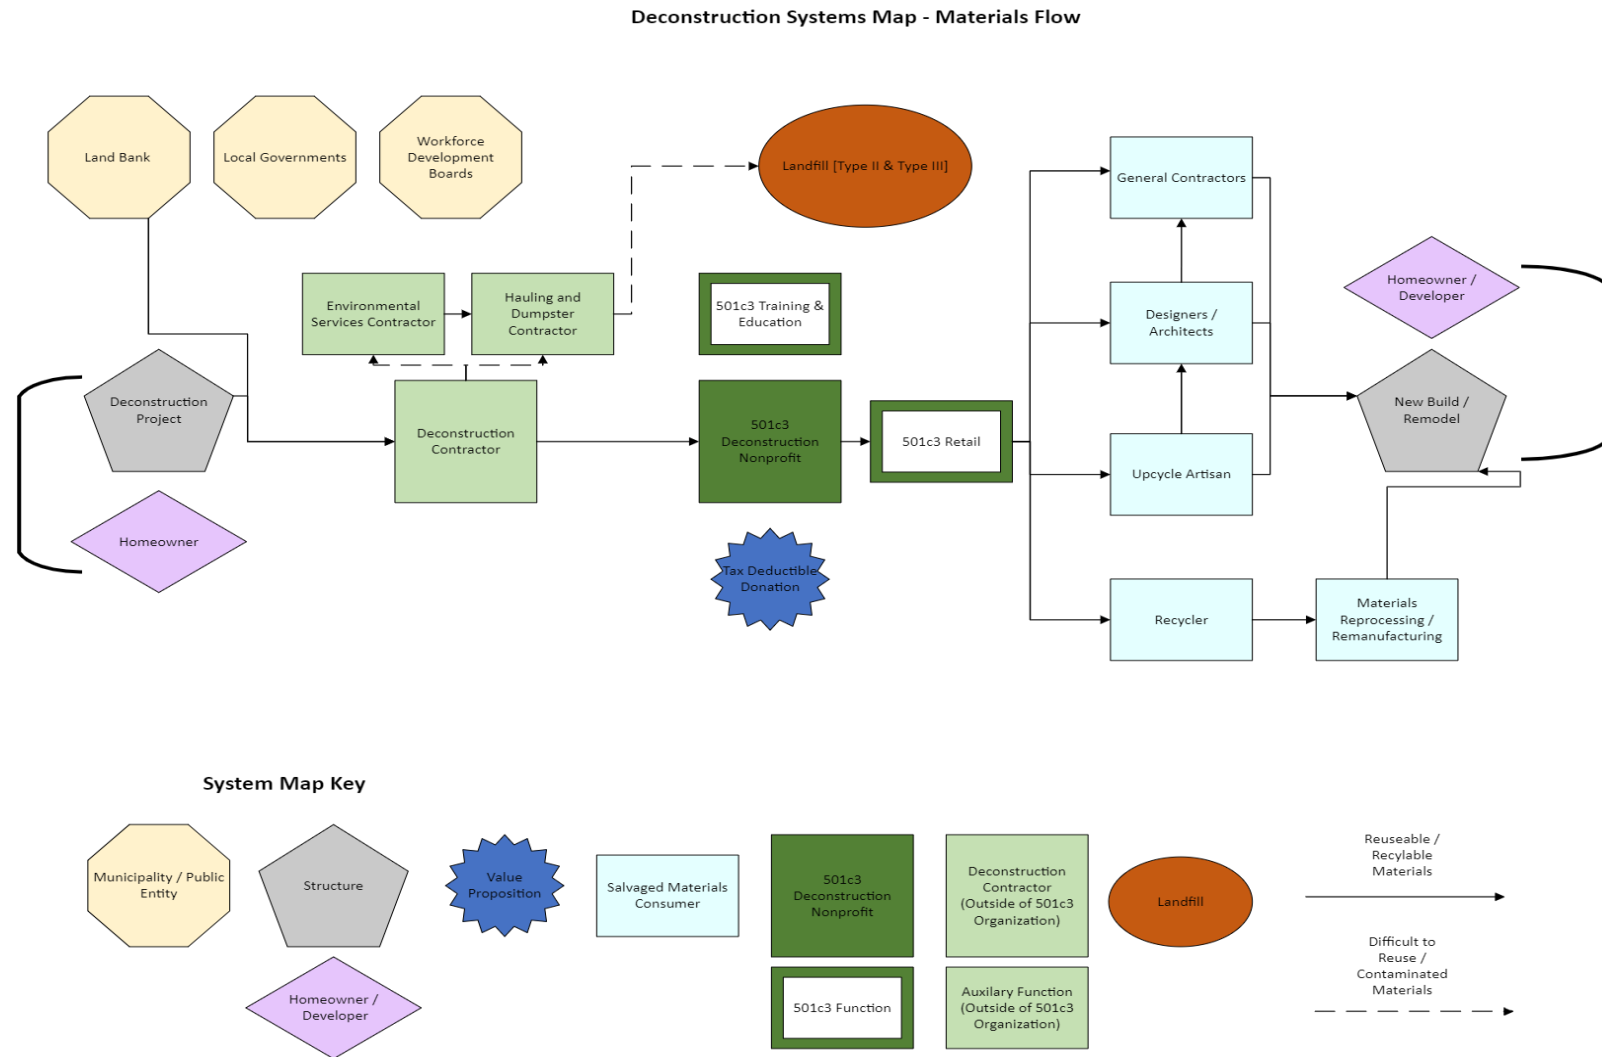 Deconstruction Systems Map - Materials Flow
Land Bank
Local Governments
Workforce
Development
Boards
Landfill [Type II & Type III]
General Contractors
Environmental
Services Contractor
Hauling and
Dumpster
Contractor
501c3 Training &
Education
Designers /
Architects
Homeowner /
Developer
Deconstruction
Project
Deconstruction
Contractor
501c3
Deconstruction
Nonprofit
501c3 Retail
Upcycle Artisan
New Build /
Remodel
Homeowner
Tax Deductible
Donation
Recycler
Materials
Reprocessing /
Remanufacturing
System Map Key
Municipality / Public
Entity
Structure
Value
Proposition
Salvaged Materials
Consumer
501c3
Deconstruction
Nonprofit
Deconstruction
Contractor
(Outside of 501c3
Organization)
Landfill
Reuseable /
Recylable
Materials
Homeowner /
Developer
501c3 Function
Auxilary Function
(Outside of 501c3
Organization)
Difficult to
Reuse /
Contaminated
Materials